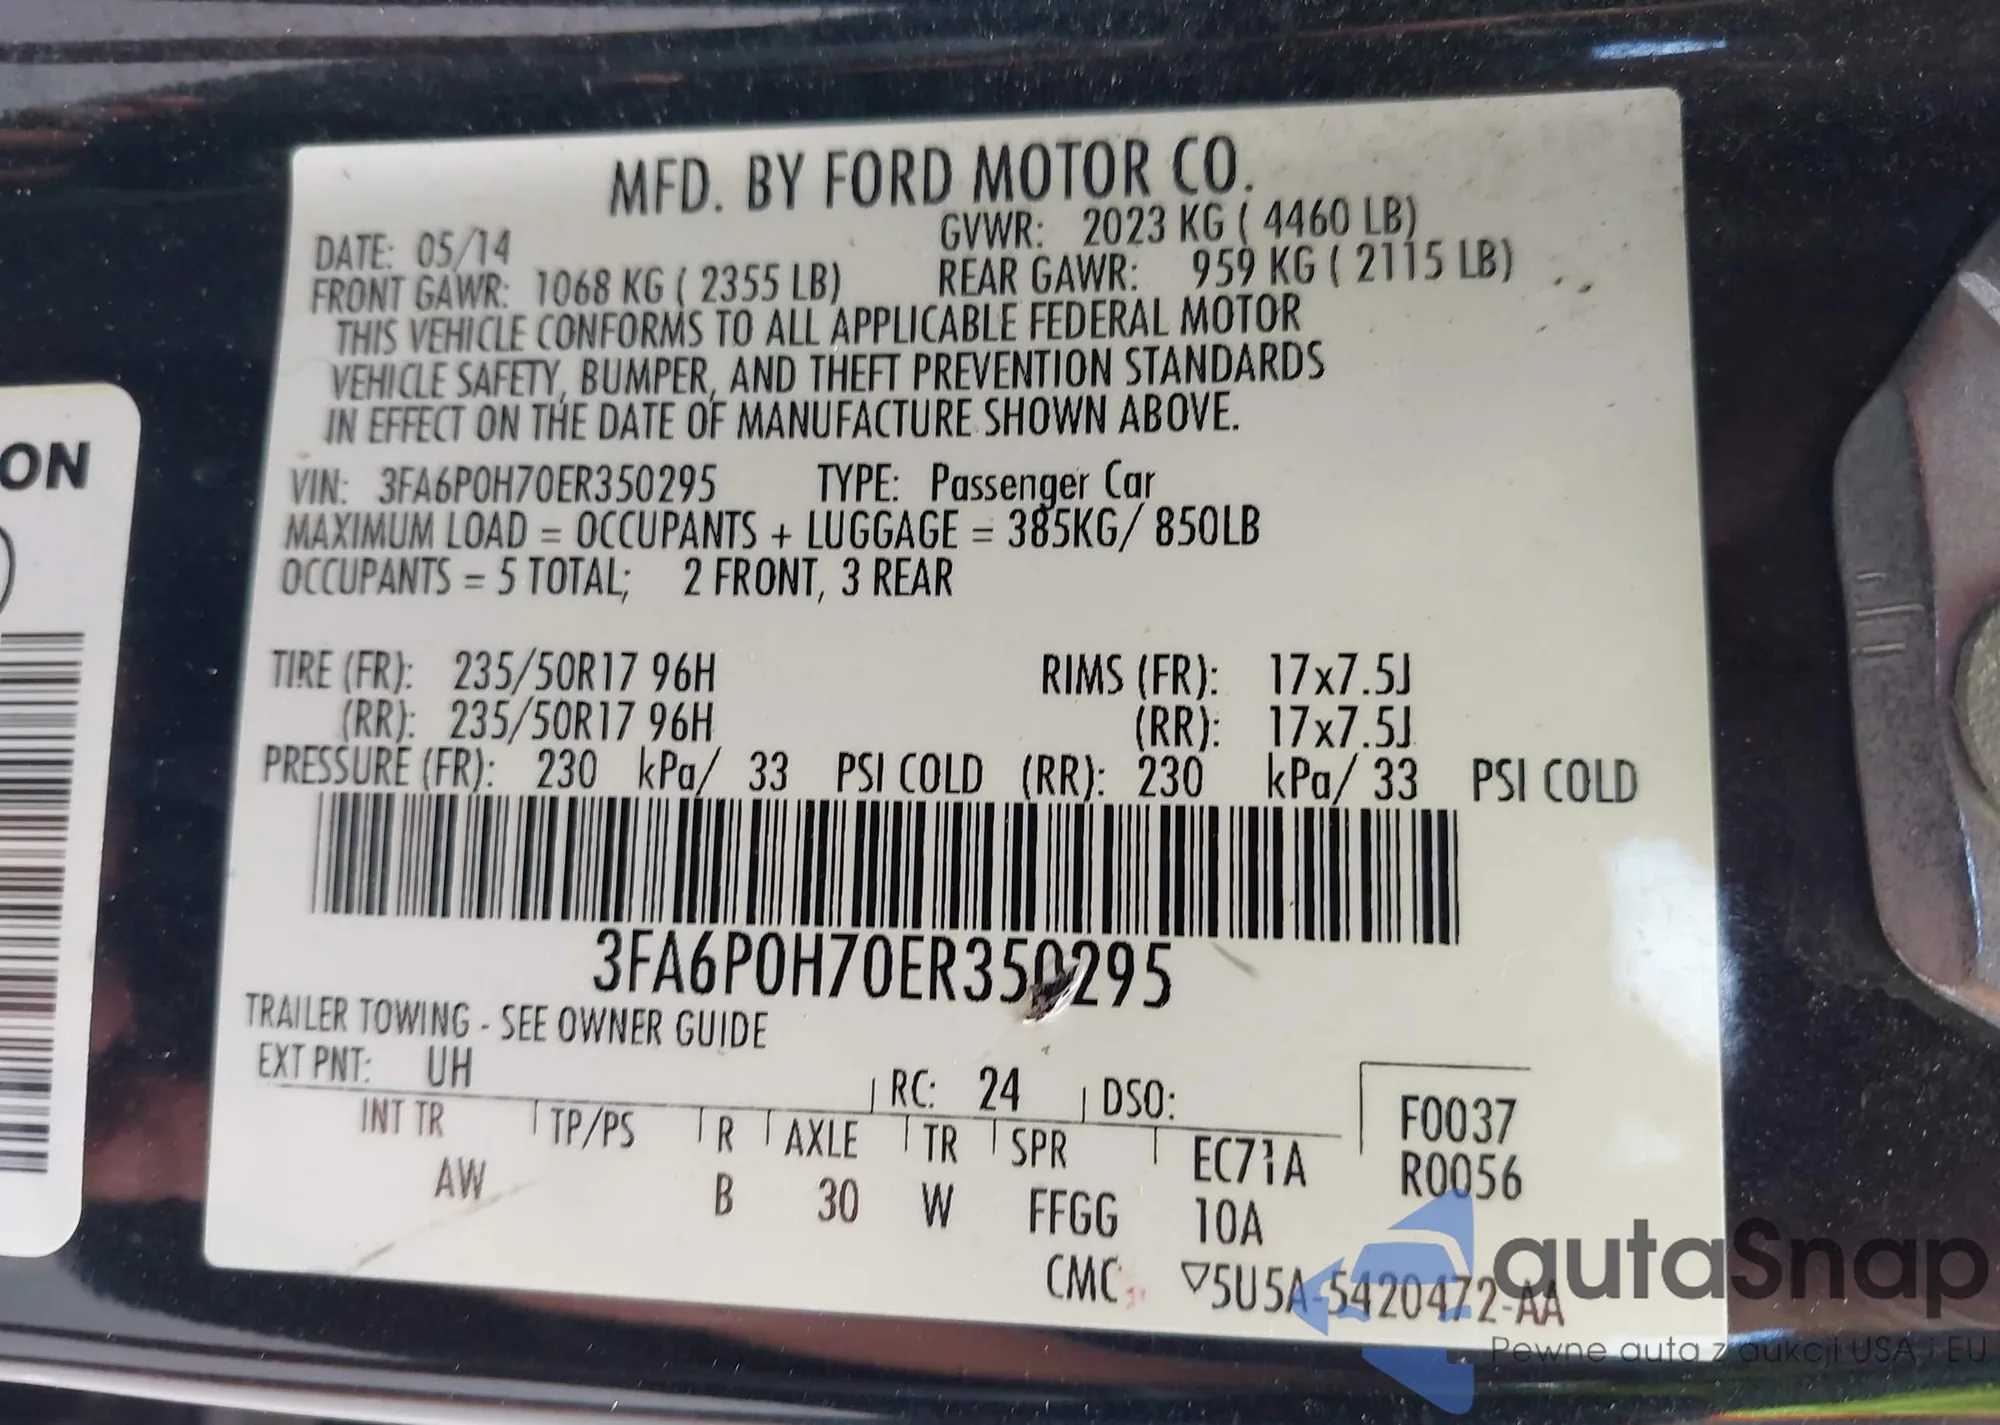 MFD. BY FORD MOTOR CO.
DATE: 05/14 GVWR: 2023 KG ( 4460 LB)
FRONT GAWR: 1068 KG ( 2355 LB) REAR GAWR: 959 KG ( 2115 LB)
THIS VEHICLE CONFORMS TO ALL APPLICABLE FEDERAL MOTOR
VEHICLE SAFETY, BUMPER, AND THEFT PREVENTION STANDARDS
IN EFFECT ON THE DATE OF MANUFACTURE SHOWN ABOVE.
VIN: 3FA6P0H70ER350295 TYPE: Passenger Car
MAXIMUM LOAD = OCCUPANTS + LUGGAGE = 385KG/ 850LB
OCCUPANTS = 5 TOTAL; 2 FRONT, 3 REAR
TIRE (FR): 235/50R17 96H RIMS (FR): 17x7.5J
(RR): 235/50R17 96H (RR): 17x7.5J
PRESSURE (FR): 230 kPa/ 33 PSI COLD (RR): 230 kPa/ 33 PSI COLD
3FA6P0H70ER350295
TRAILER TOWING - SEE OWNER GUIDE
EXT PNT: UH RC: 24 DSO:
INT TR TP/PS R AXLE TR SPR EC71A F0037
AW B 30 W FFGG 10A R0056
CMC ▽5U5A-5420472-AA
ON
autaSnap
Pewne auta z aukcji USA i EU